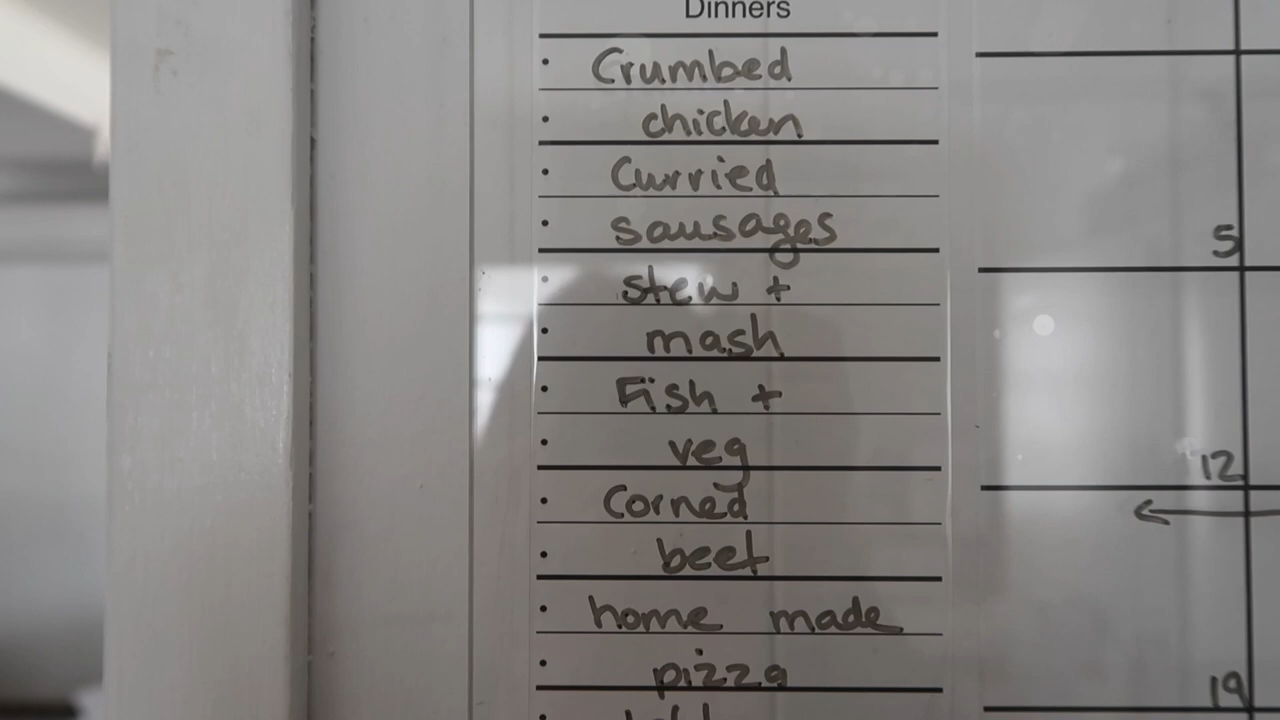 Dinners
Crumbed
chicken
Curried
sausages
stew +
mash
Fish +
veg
Corned
beef
home made
pizza
5
12
19